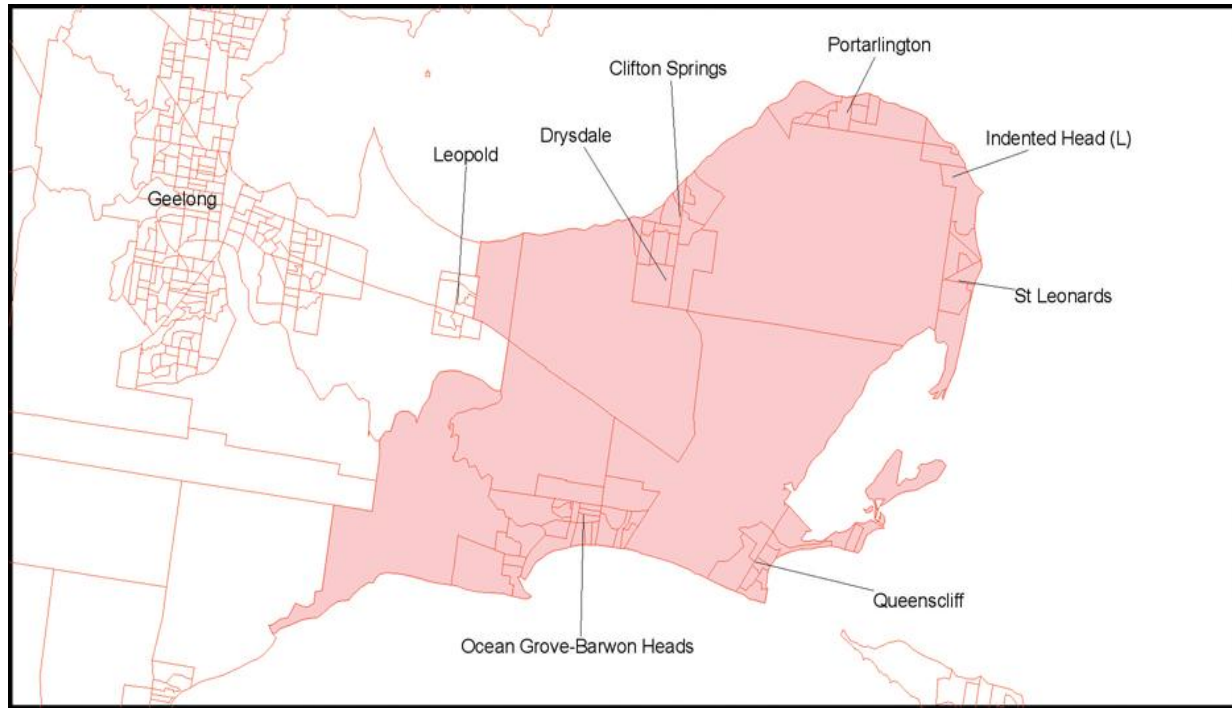 Portarlington
Clifton Springs
Drysdale
Indented Head (L)
Leopold
Geelong
St Leonards
Queenscliff
Ocean Grove-Barwon Heads